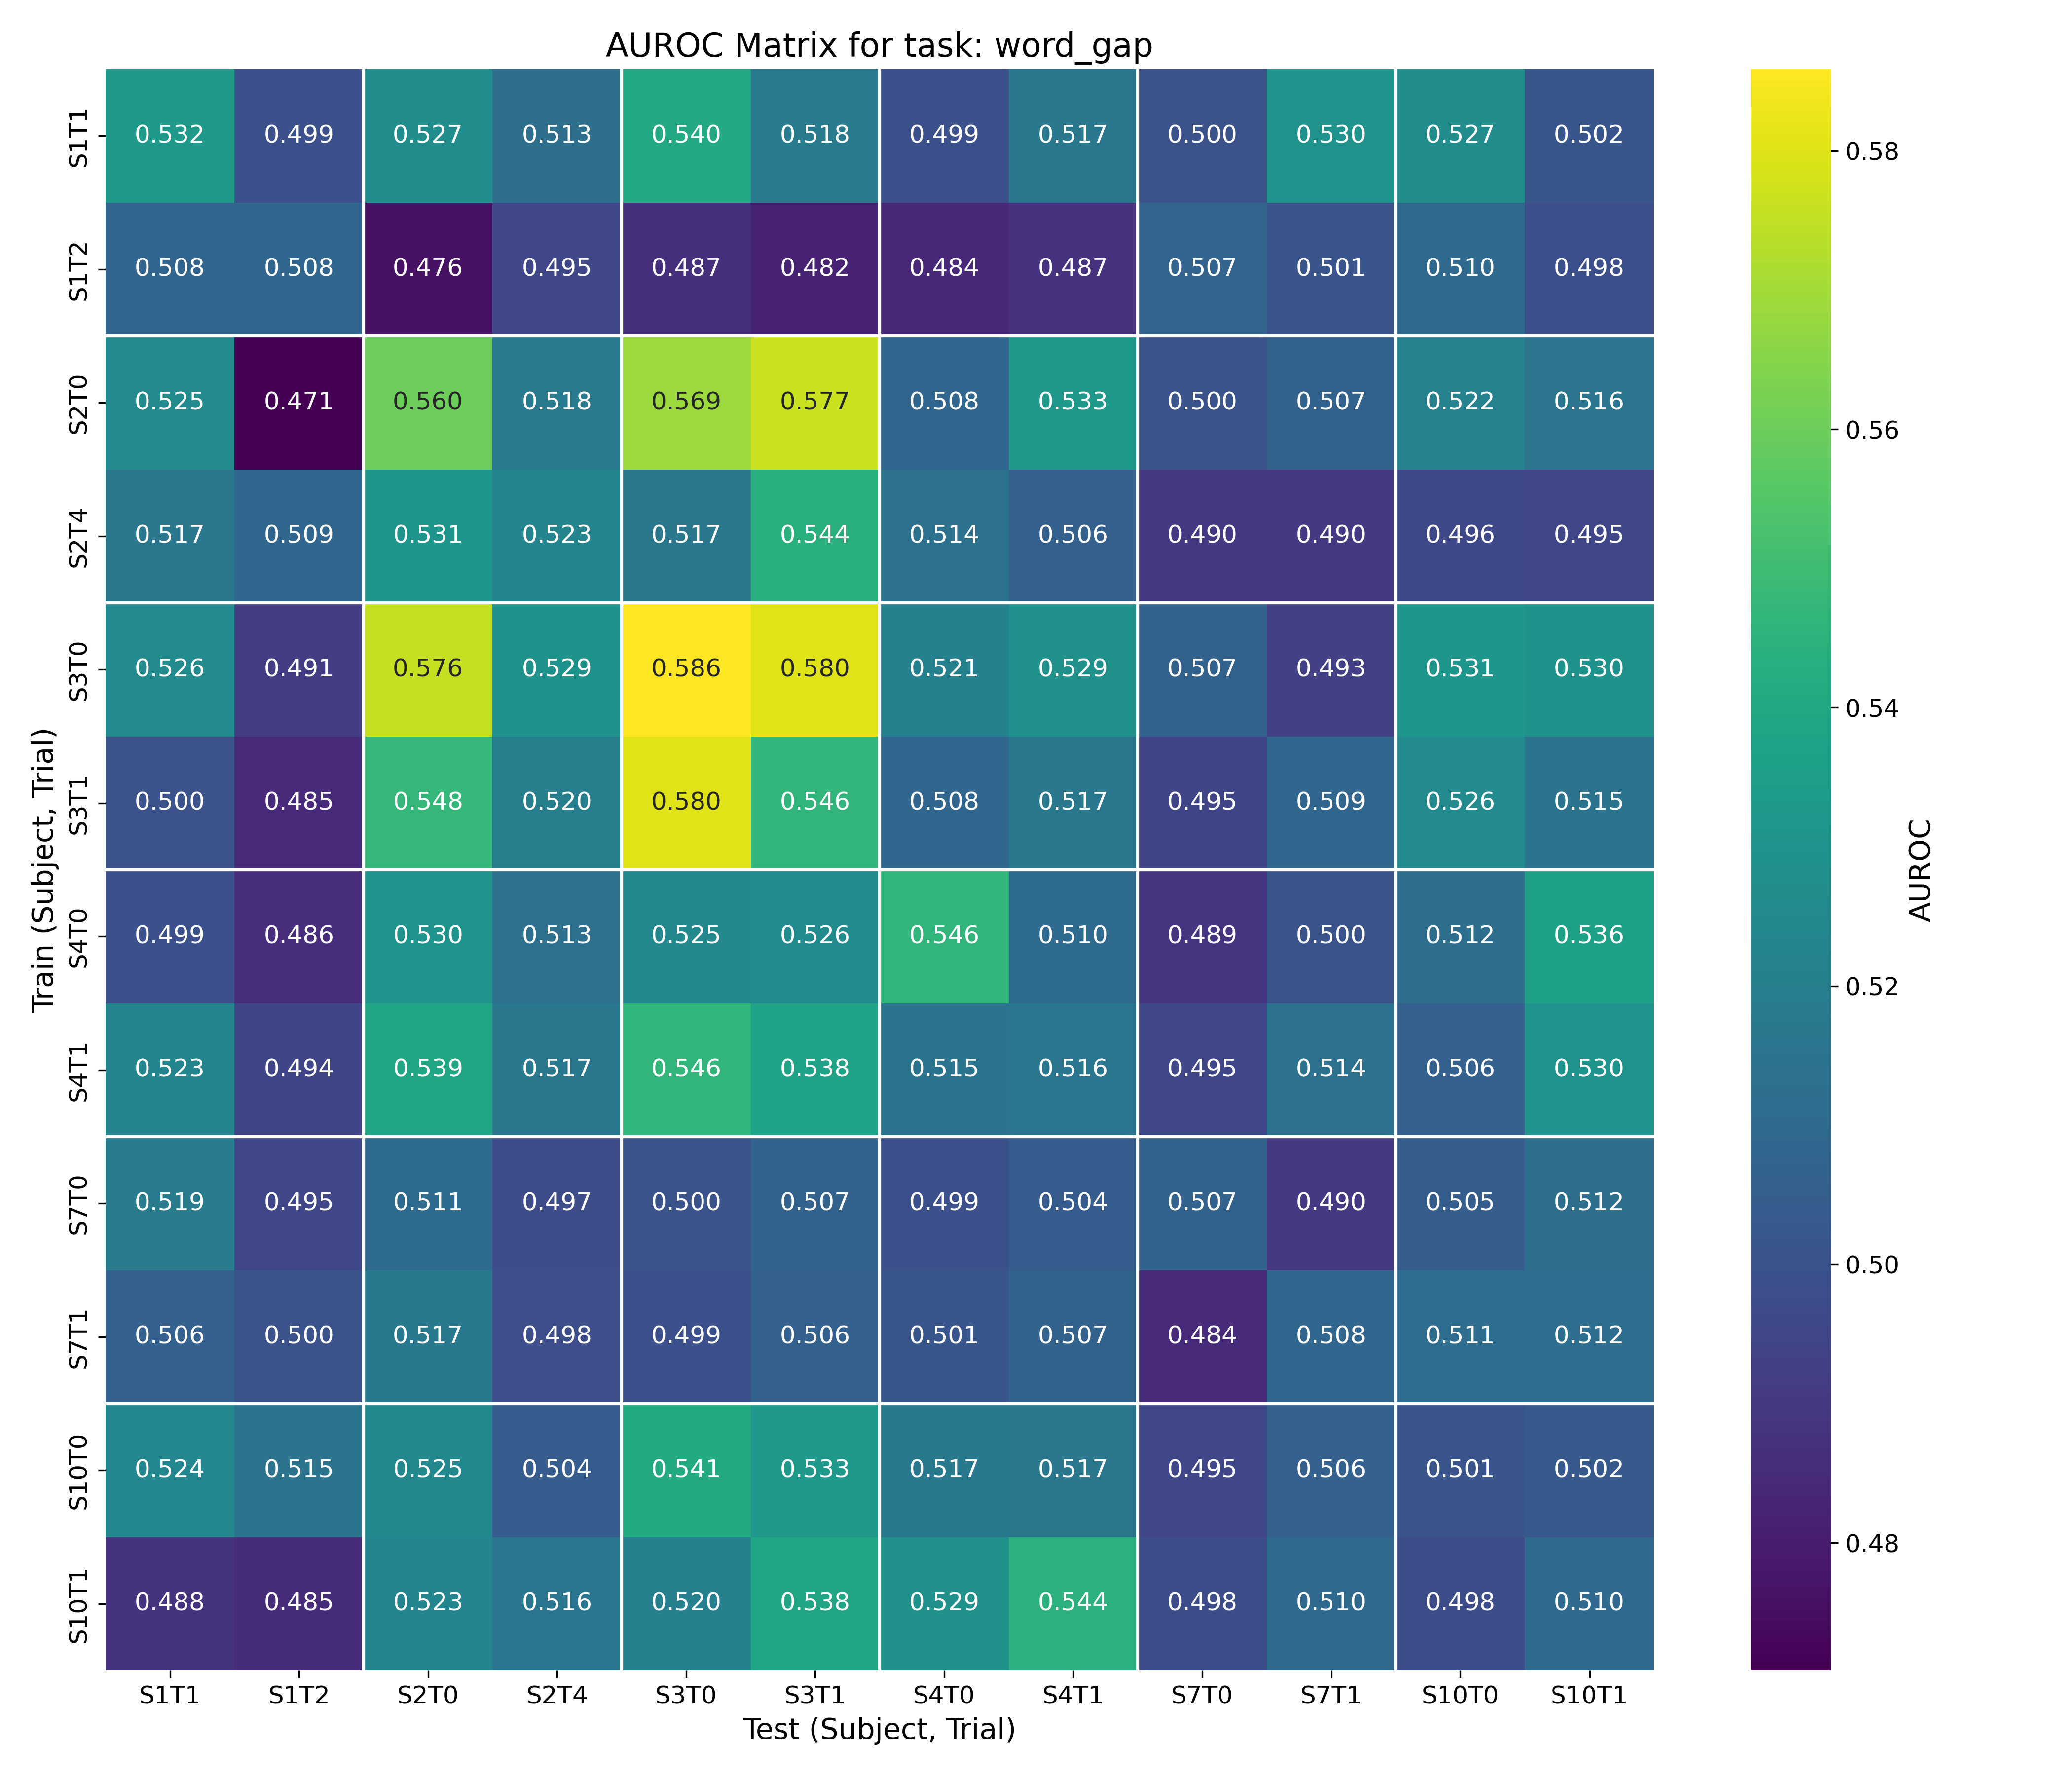 AUROC Matrix for task: word_gap
Train (Subject, Trial)
S1T1 0.532 0.499 0.527 0.513 0.540 0.518 0.499 0.517 0.500 0.530 0.527 0.502
S1T2 0.508 0.508 0.476 0.495 0.487 0.482 0.484 0.487 0.507 0.501 0.510 0.498
S2T0 0.525 0.471 0.560 0.518 0.569 0.577 0.508 0.533 0.500 0.507 0.522 0.516
S2T4 0.517 0.509 0.531 0.523 0.517 0.544 0.514 0.506 0.490 0.490 0.496 0.495
S3T0 0.526 0.491 0.576 0.529 0.586 0.580 0.521 0.529 0.507 0.493 0.531 0.530
S3T1 0.500 0.485 0.548 0.520 0.580 0.546 0.508 0.517 0.495 0.509 0.526 0.515
S4T0 0.499 0.486 0.530 0.513 0.525 0.526 0.546 0.510 0.489 0.500 0.512 0.536
S4T1 0.523 0.494 0.539 0.517 0.546 0.538 0.515 0.516 0.495 0.514 0.506 0.530
S7T0 0.519 0.495 0.511 0.497 0.500 0.507 0.499 0.504 0.507 0.490 0.505 0.512
S7T1 0.506 0.500 0.517 0.498 0.499 0.506 0.501 0.507 0.484 0.508 0.511 0.512
S10T0 0.524 0.515 0.525 0.504 0.541 0.533 0.517 0.517 0.495 0.506 0.501 0.502
S10T1 0.488 0.485 0.523 0.516 0.520 0.538 0.529 0.544 0.498 0.510 0.498 0.510
S1T1 S1T2 S2T0 S2T4 S3T0 S3T1 S4T0 S4T1 S7T0 S7T1 S10T0 S10T1
Test (Subject, Trial)
0.58
0.56
0.54
0.52
0.50
0.48
AUROC